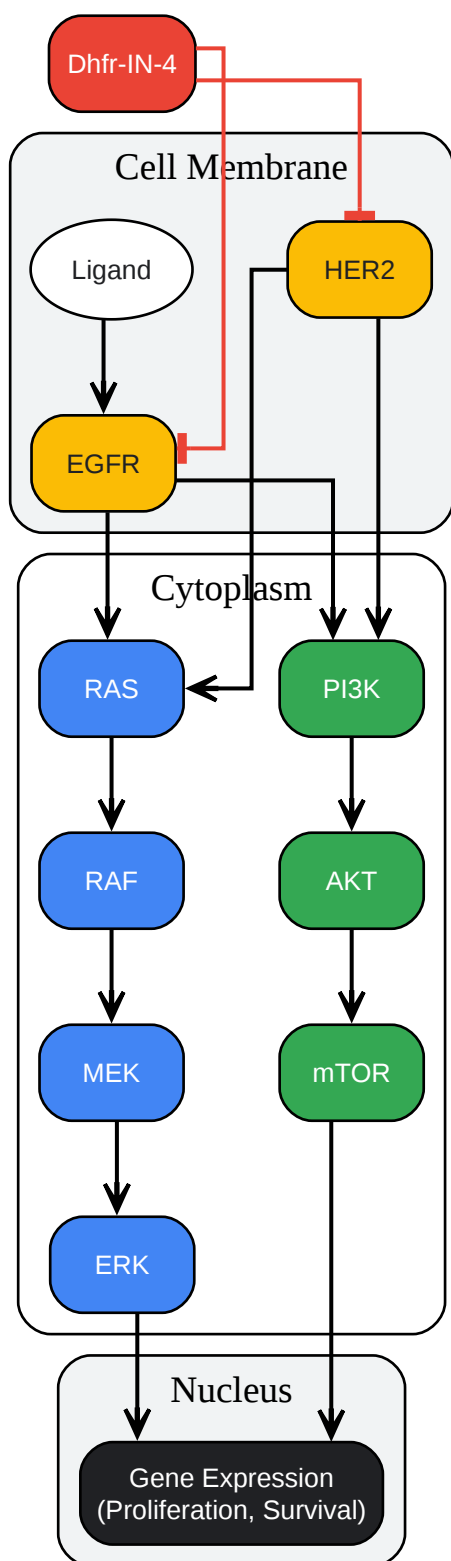 Dhfr-IN-4
Cell Membrane
Ligand
HER2
EGFR
Cytoplasm
RAS
PI3K
RAF
AKT
MEK
mTOR
ERK
Nucleus
Gene Expression
(Proliferation, Survival)